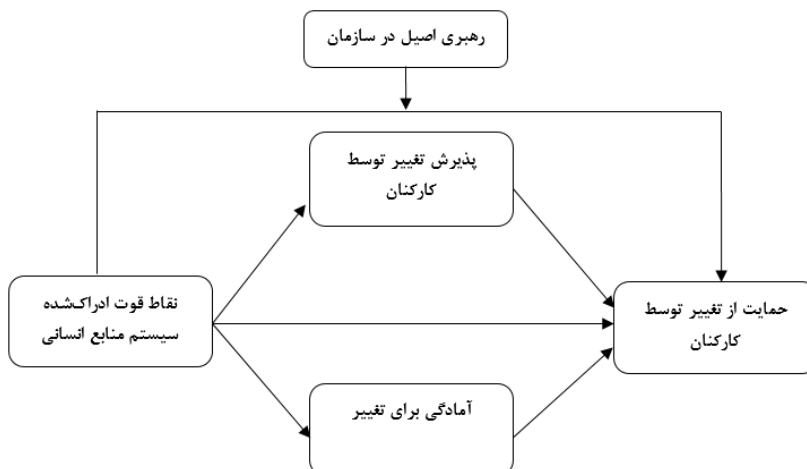 رهبری اصیل در سازمان
پذیرش تغییر توسط
کارکنان
نقاط قوت ادراک‌شده
سیستم منابع انسانی
حمایت از تغییر توسط
کارکنان
آمادگی برای تغییر